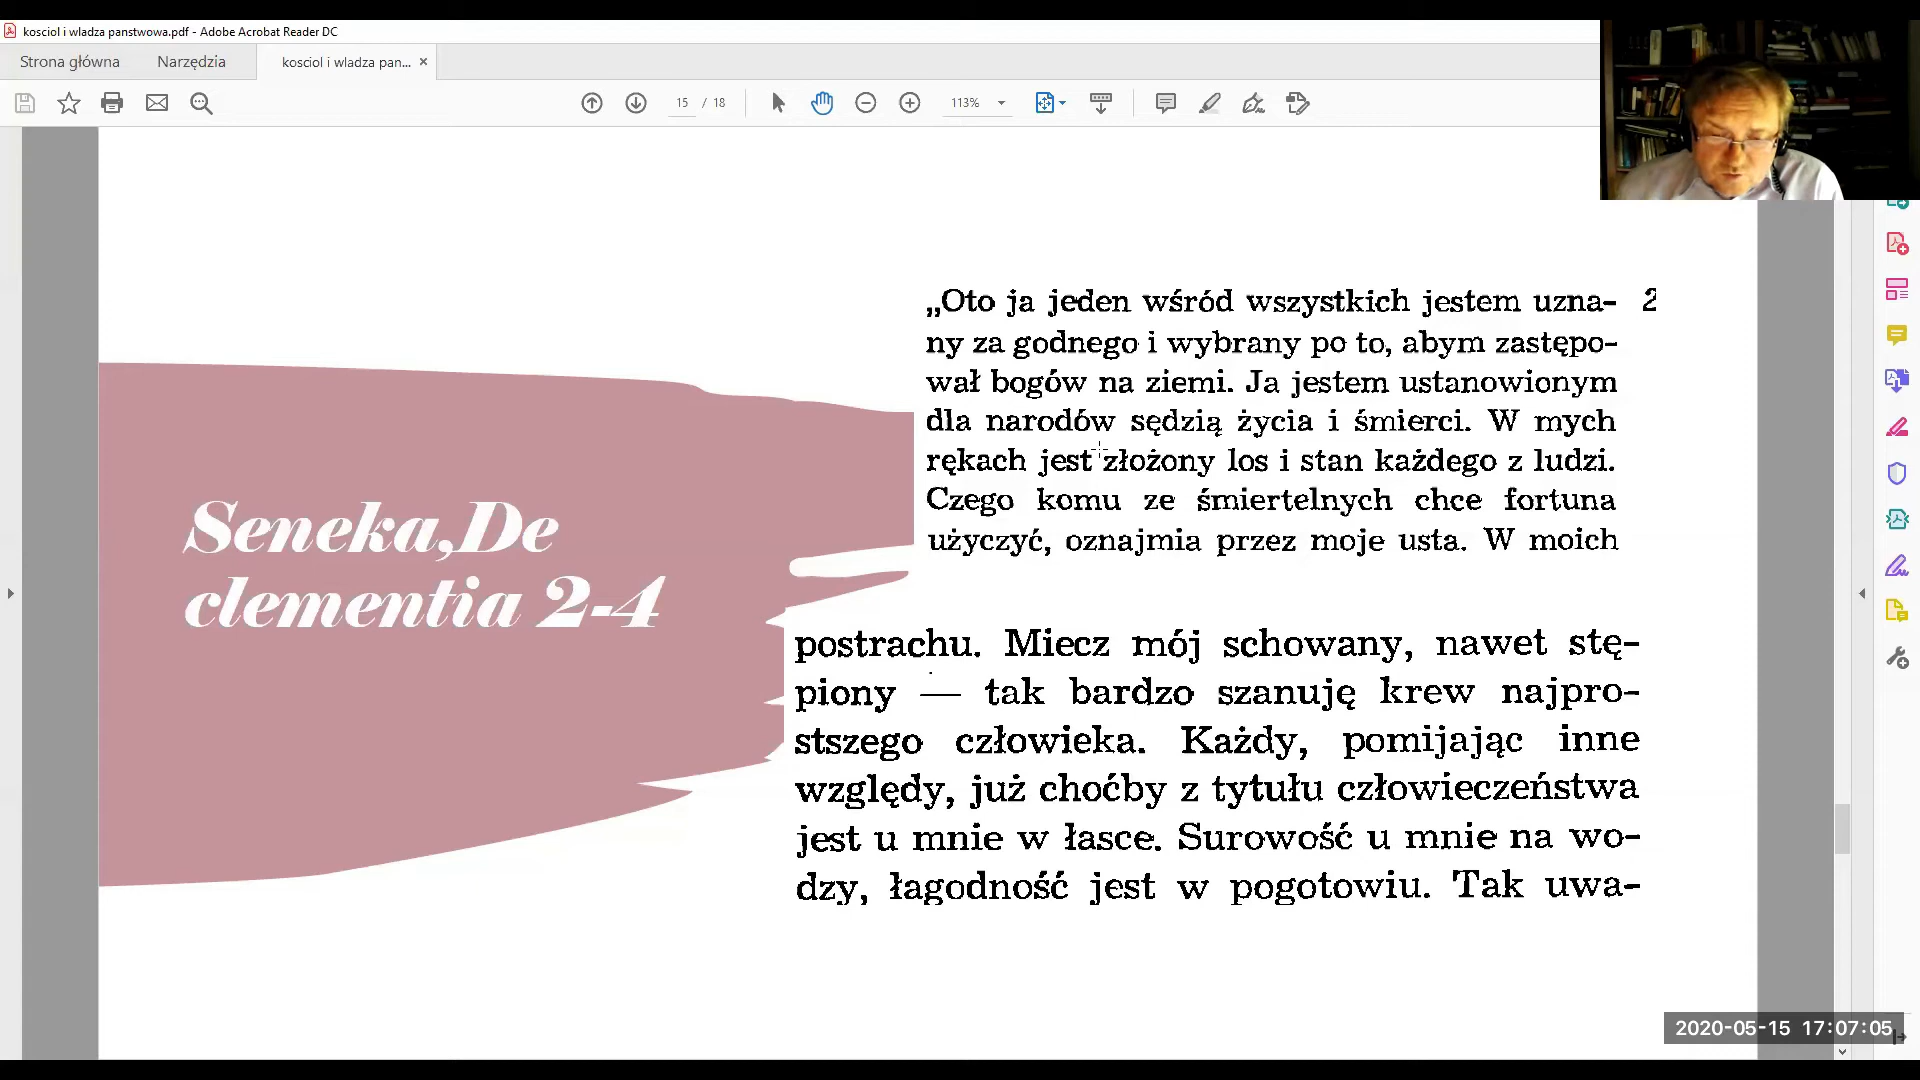 kosciol i wladza panstwowa.pdf - Adobe Acrobat Reader DC
Strona główna
Narzędzia
kosciol i wladza pan...
15 / 18
113%
Seneka,De
clementia 2-4
„Oto ja jeden wśród wszystkich jestem uzna- 2
ny za godnego i wybrany po to, abym zastępo-
wał bogów na ziemi. Ja jestem ustanowionym
dla narodów sędzią życia i śmierci. W mych
rękach jest złożony los i stan każdego z ludzi.
Czego komu ze śmiertelnych chce fortuna
użyczyć, oznajmia przez moje usta. W moich
postrachu. Miecz mój schowany, nawet stę-
piony — tak bardzo szanuję krew najpro-
stszego człowieka. Każdy, pomijając inne
względy, już choćby z tytułu człowieczeństwa
jest u mnie w łasce. Surowość u mnie na wo-
dzy, łagodność jest w pogotowiu. Tak uwa-
2020-05-15 17:07:05